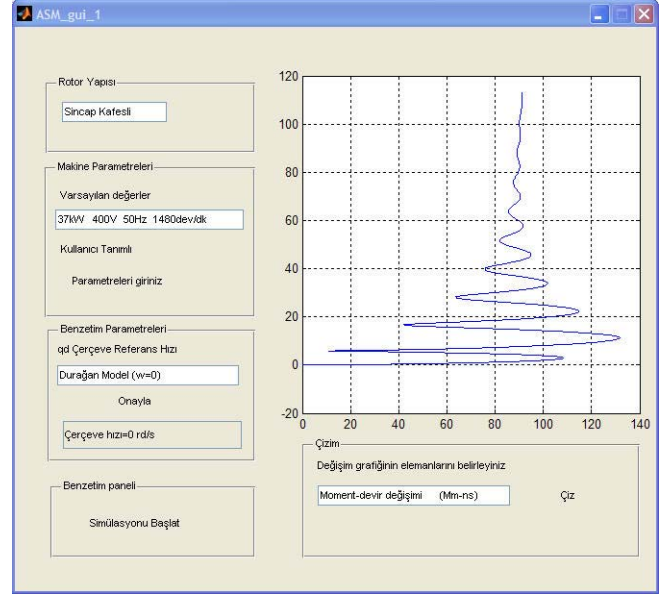 ASM_gui_1
Rotor Yapısı
Sincap Kafesli
Makine Parametreleri
Varsayılan değerler
37kW 400V 50Hz 1480dev/dk
Kullanıcı Tanımlı
Parametreleri giriniz
Benzetim Parametreleri
qd Çerçeve Referans Hızı
Durağan Model (w=0)
Onayla
Çerçeve hızı=0 rd/s
Benzetim paneli
Simülasyonu Başlat
120
100
80
60
40
20
0
-20
0 20 40 60 80 100 120 140
Çizim
Değişim grafiğinin elemanlarını belirleyiniz
Moment-devir değişimi (Mm-ns)
Çiz